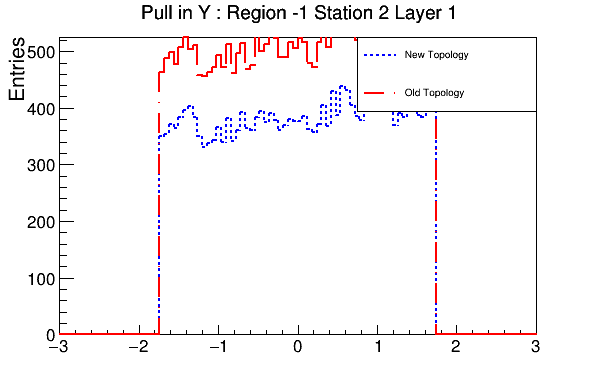 Pull in Y : Region -1 Station 2 Layer 1
Entries
500
400
300
200
100
0
New Topology
Old Topology
−3 −2 −1 0 1 2 3